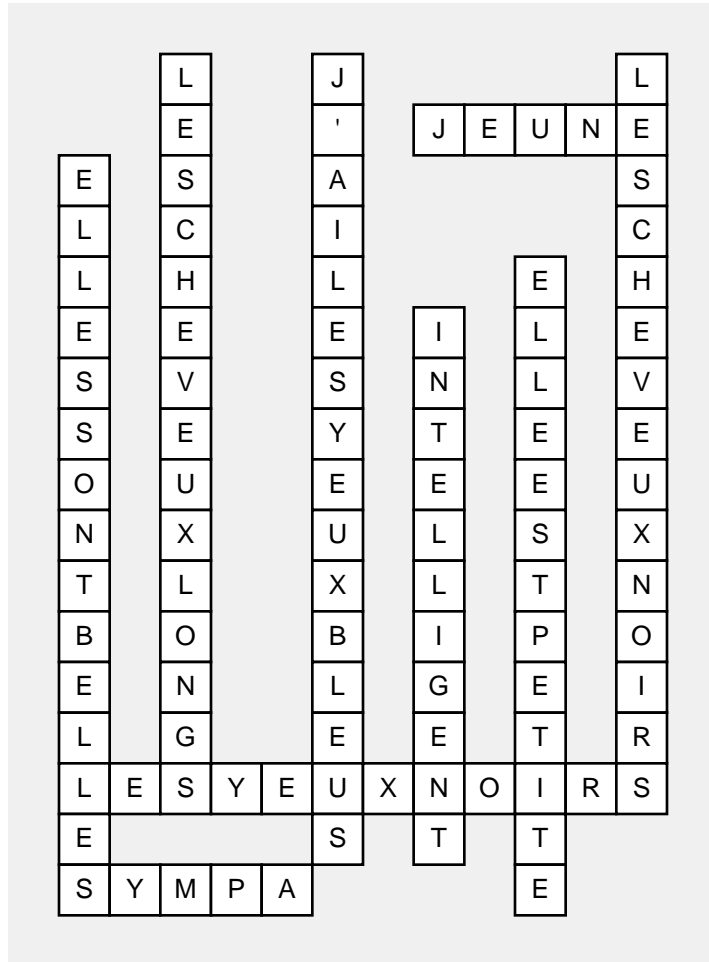 LESCHEVEUXLONGS
J'AILESYEUXBLEUS
LESCHEVEUXNOIRS
JEUNE
ELLESSONTBELLES
ELLEESTPETITE
INTELLIGENT
LESYEUXNOIRS
SYMPA